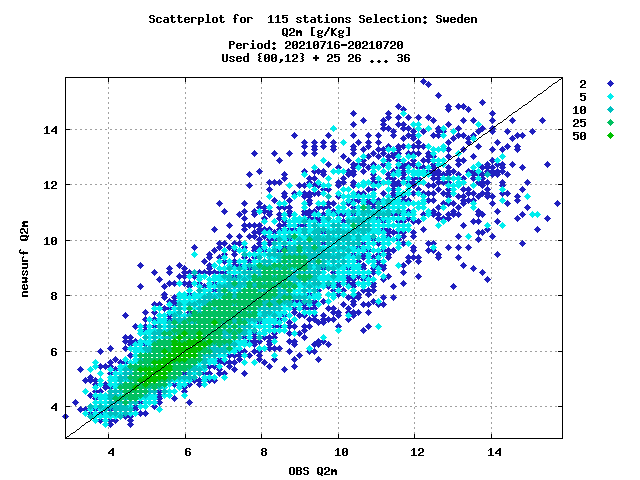 Scatterplot for  115 stations Selection: Sweden
Q2m [g/Kg]
Period: 20210716-20210720
Used {00,12} + 25 26 ... 36
2
5
10
25
50
14
12
10
8
6
4
newsurf Q2m
4
6
8
10
12
14
OBS Q2m